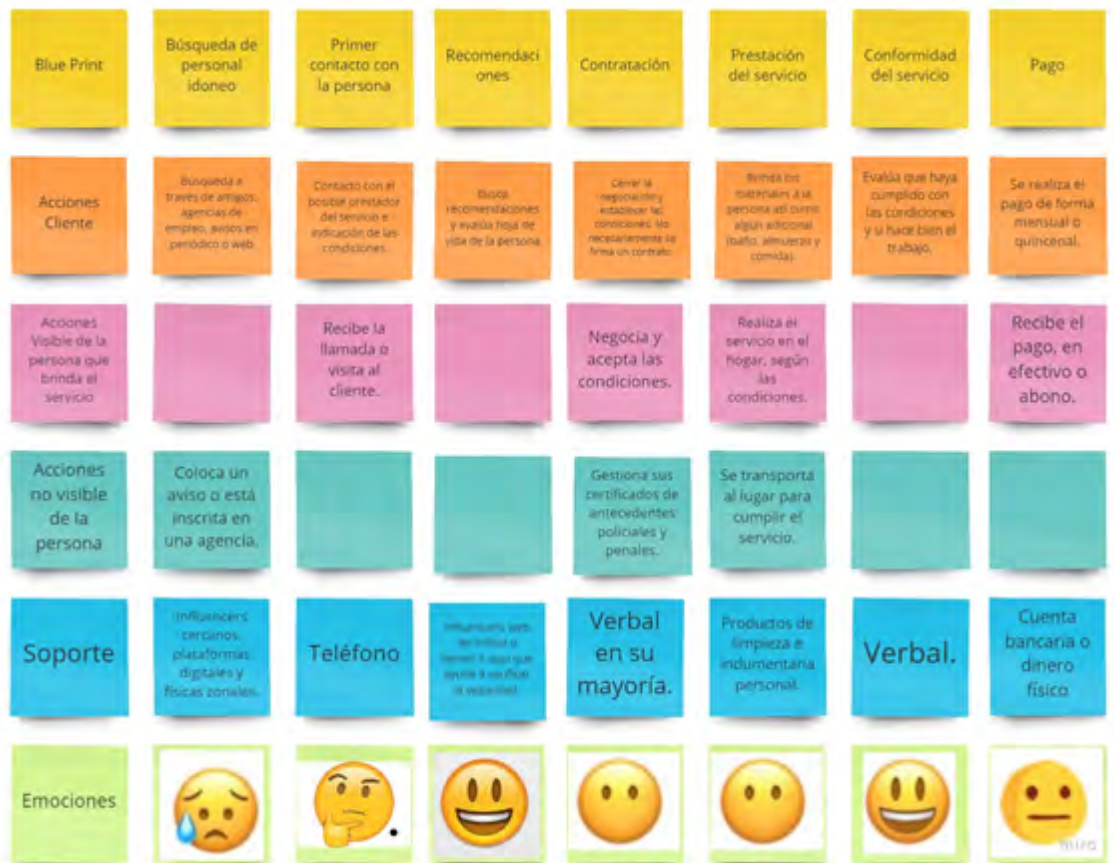 Blue Print
Búsqueda de
personal
idoneo
Primer
contacto con
la persona
Recomendaci
ones
Contratación
Prestación
del servicio
Conformidad
del servicio
Pago
Acciones
Cliente
Búsqueda a
través de amigos,
agencias de
empleo, avisos en
periódico o web.
Contacto con el
posible prestador
del servicio e
indicación de las
condiciones.
Busca
recomendaciones
y evalúa hoja de
vida de la persona.
Cerrar la
negociación y
establecer las
condiciones. No
necesariamente se
firma un contrato.
Brinda los
materiales a la
persona así como
algún adicional
(baño, almuerzo y
comida).
Evalúa que haya
cumplido con
las condiciones
y si hace bien el
trabajo.
Se realiza el
pago de forma
mensual o
quincenal.
Acciones
Visible de la
persona que
brinda el
servicio
Recibe la
llamada o
visita al
cliente.
Negocia y
acepta las
condiciones.
Realiza el
servicio en el
hogar, según
las
condiciones.
Recibe el
pago, en
efectivo o
abono.
Acciones
no visible
de la
persona
Coloca un
aviso o está
inscrita en
una agencia.
Gestiona sus
certificados de
antecedentes
policiales y
penales.
Se transporta
al lugar para
cumplir el
servicio.
Soporte
Influencers
cercanos,
plataformas
digitales y
físicas zonales.
Teléfono
Verbal
en su
mayoría.
Productos de
limpieza e
indumentaria
personal.
Verbal.
Cuenta
bancaria o
dinero
físico
Emociones
miro